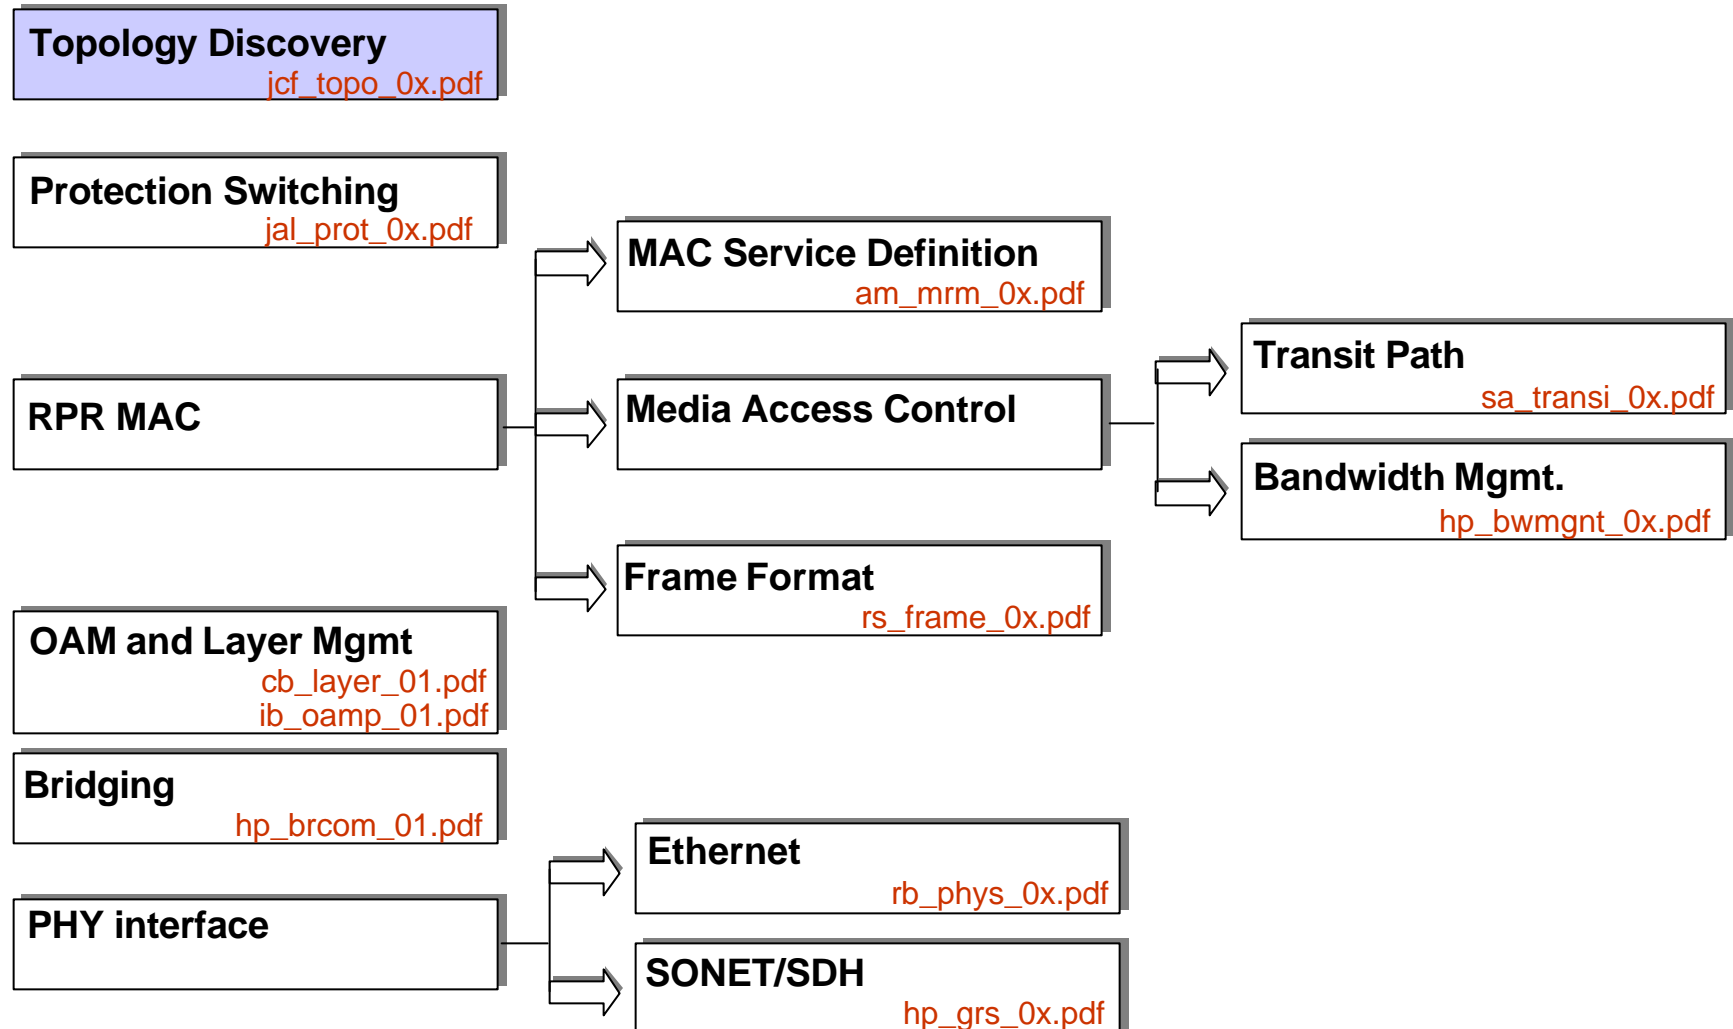 Topology Discovery
jcf_topo_0x.pdf
Protection Switching
jal_prot_0x.pdf
MAC Service Definition
am_mrm_0x.pdf
Transit Path
sa_transi_0x.pdf
RPR MAC
Media Access Control
Bandwidth Mgmt.
hp_bwmgnt_0x.pdf
Frame Format
rs_frame_0x.pdf
OAM and Layer Mgmt
cb_layer_01.pdf
ib_oamp_01.pdf
Bridging
hp_brcom_01.pdf
Ethernet
rb_phys_0x.pdf
PHY interface
SONET/SDH
hp_grs_0x.pdf